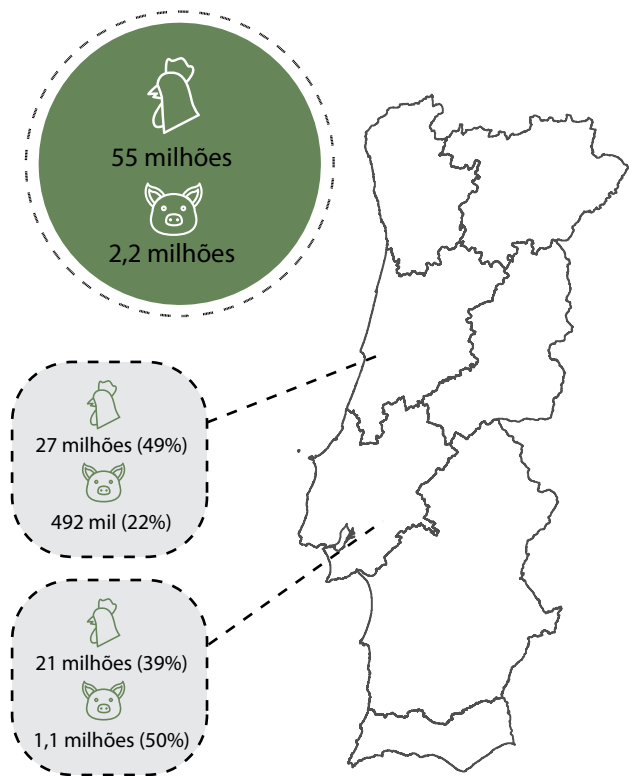 55 milhões
2,2 milhões
27 milhões (49%)
492 mil (22%)
21 milhões (39%)
1,1 milhões (50%)